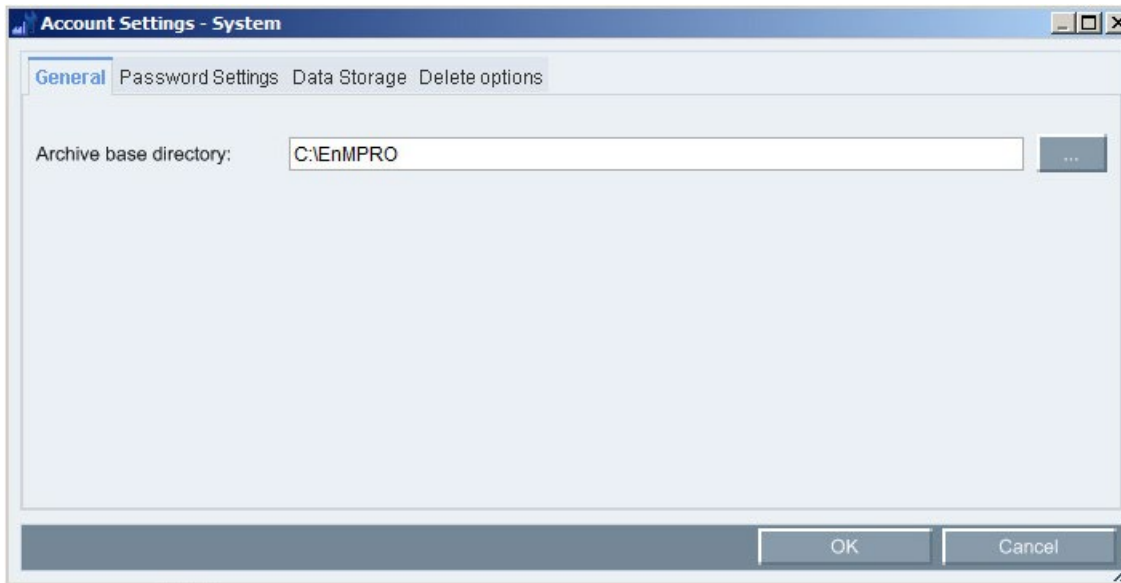 Account Settings - System
General Password Settings Data Storage Delete options
Archive base directory: C:\EnMPRO ...
OK Cancel